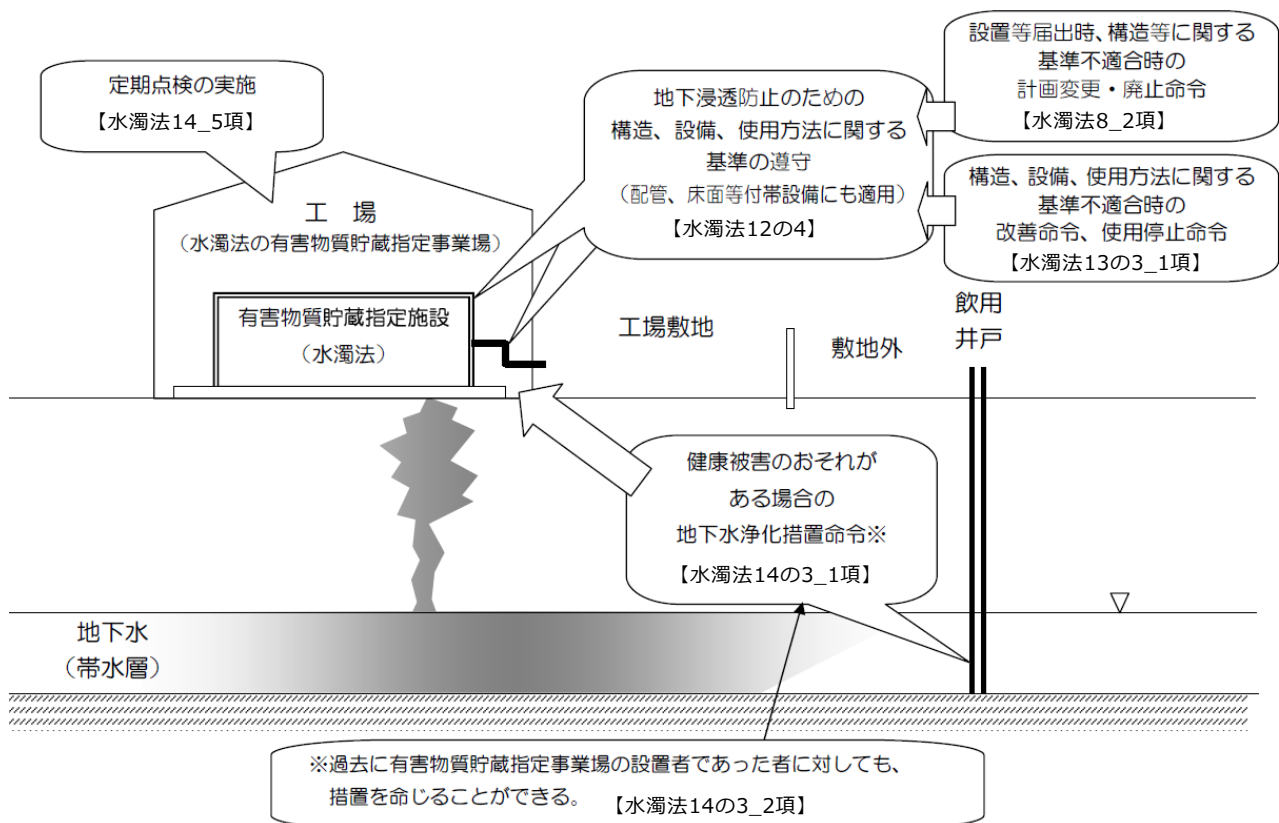 設置等届出時、構造等に関する
基準不適合時の
計画変更・廃止命令
【水濁法8_2項】
定期点検の実施
【水濁法14_5項】
地下浸透防止のための
構造、設備、使用方法に関する
基準の遵守
（配管、床面等付帯設備にも適用）
【水濁法12の4】
構造、設備、使用方法に関する
基準不適合時の
改善命令、使用停止命令
【水濁法13の3_1項】
工　場
（水濁法の有害物質貯蔵指定事業場）
有害物質貯蔵指定施設
（水濁法）
工場敷地
敷地外
飲用
井戸
健康被害のおそれが
ある場合の
地下水浄化措置命令※
【水濁法14の3_1項】
地下水
（帯水層）
※過去に有害物質貯蔵指定事業場の設置者であった者に対しても、
措置を命じることができる。 【水濁法14の3_2項】